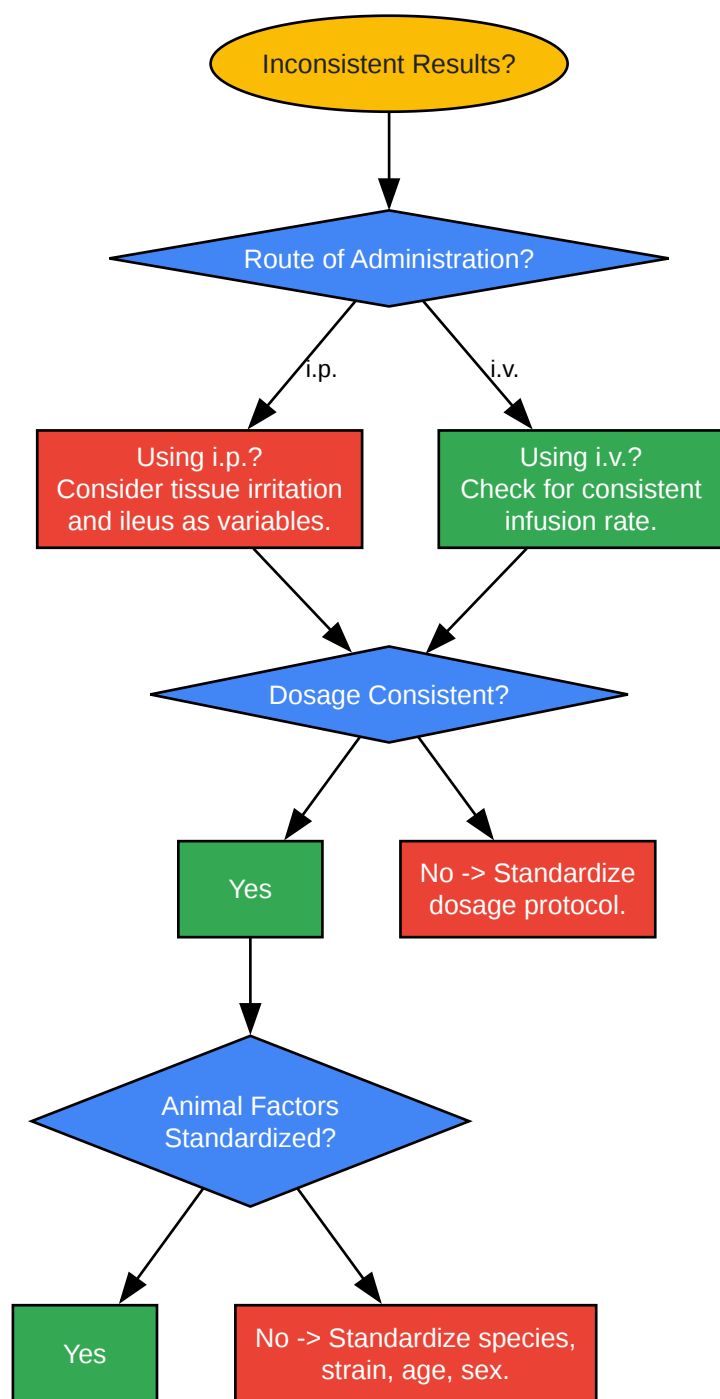 Inconsistent Results?
Route of Administration?
i.p.
i.v.
Using i.p.?
Consider tissue irritation
and ileus as variables.
Using i.v.?
Check for consistent
infusion rate.
Dosage Consistent?
Yes
No -> Standardize
dosage protocol.
Animal Factors
Standardized?
Yes
No -> Standardize species,
strain, age, sex.